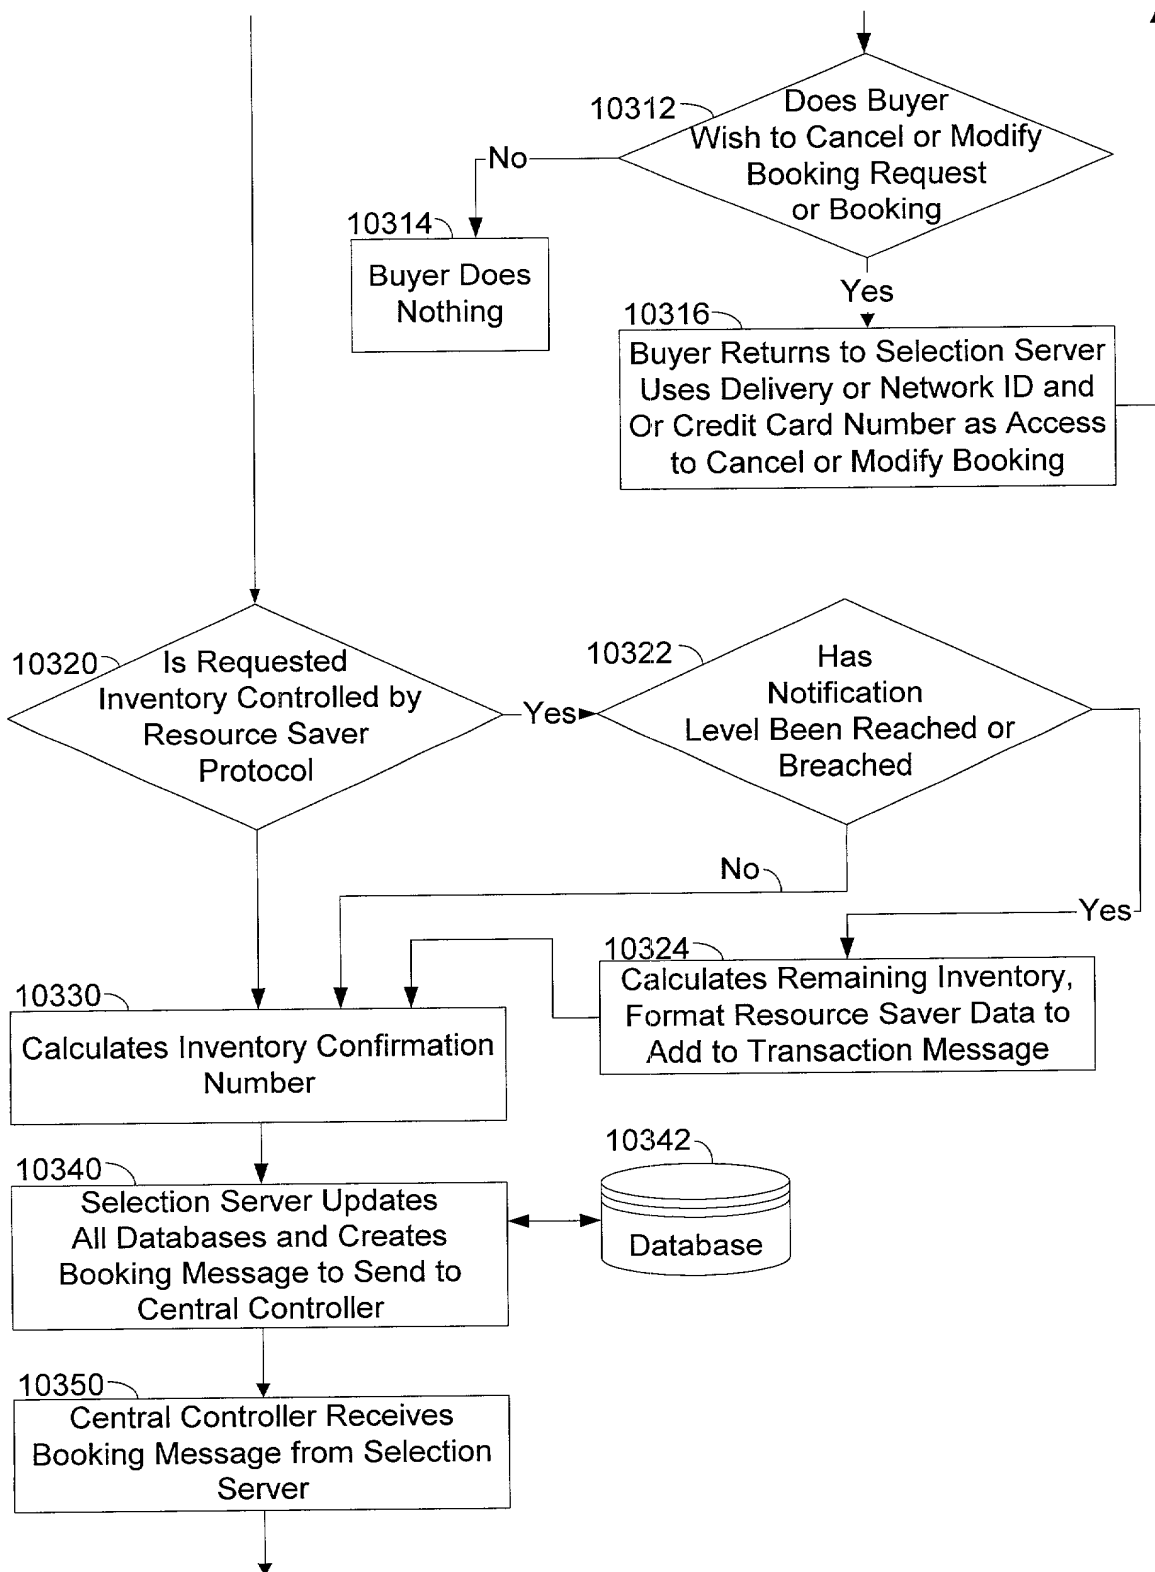 10312
Does Buyer
Wish to Cancel or Modify
Booking Request
or Booking
No
10314
Buyer Does
Nothing
Yes
10316
Buyer Returns to Selection Server
Uses Delivery or Network ID and
Or Credit Card Number as Access
to Cancel or Modify Booking
10320
Is Requested
Inventory Controlled by
Resource Saver
Protocol
Yes
10322
Has
Notification
Level Been Reached or
Breached
No
Yes
10324
Calculates Remaining Inventory,
Format Resource Saver Data to
Add to Transaction Message
10330
Calculates Inventory Confirmation
Number
10340
Selection Server Updates
All Databases and Creates
Booking Message to Send to
Central Controller
10342
Database
10350
Central Controller Receives
Booking Message from Selection
Server